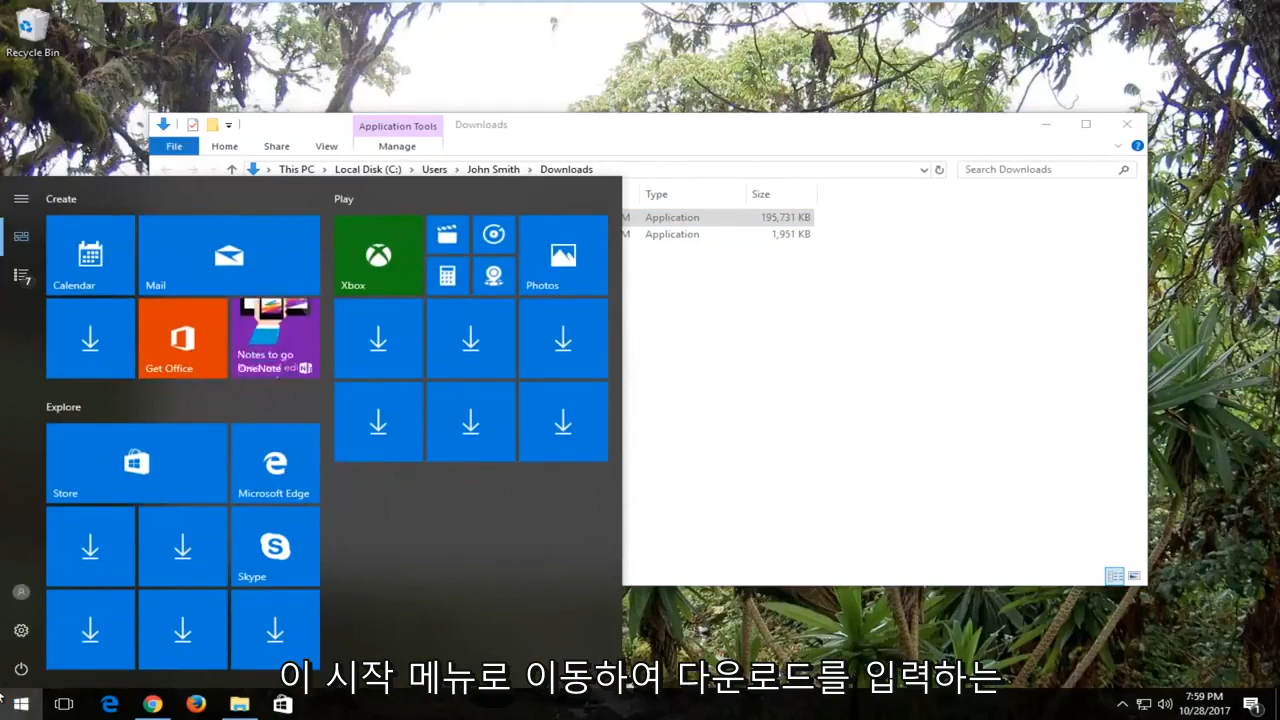 Recycle Bin
Application Tools
Downloads
File
Home
Share
View
Manage
This PC > Local Disk (C:) > Users > John Smith > Downloads
Search Downloads
Type
Size
M
Application
195,731 KB
M
Application
1,951 KB
Create
Play
Calendar
Mail
Xbox
Photos
Get Office
Notes to go
OneNote
Explore
Store
Microsoft Edge
Skype
7
이 시작 메뉴로 이동하여 다운로드를 입력하는
7:59 PM
10/28/2017
1